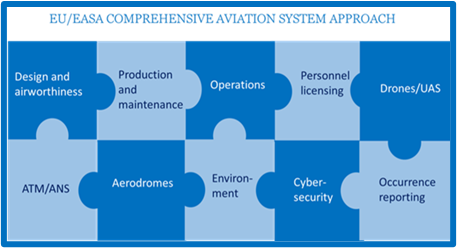 EU/EASA COMPREHENSIVE AVIATION SYSTEM APPROACH
Design and
airworthiness
Production
and
maintenance
Operations
Personnel
licensing
Drones/UAS
ATM/ANS
Aerodromes
Environ-
ment
Cyber-
security
Occurrence
reporting